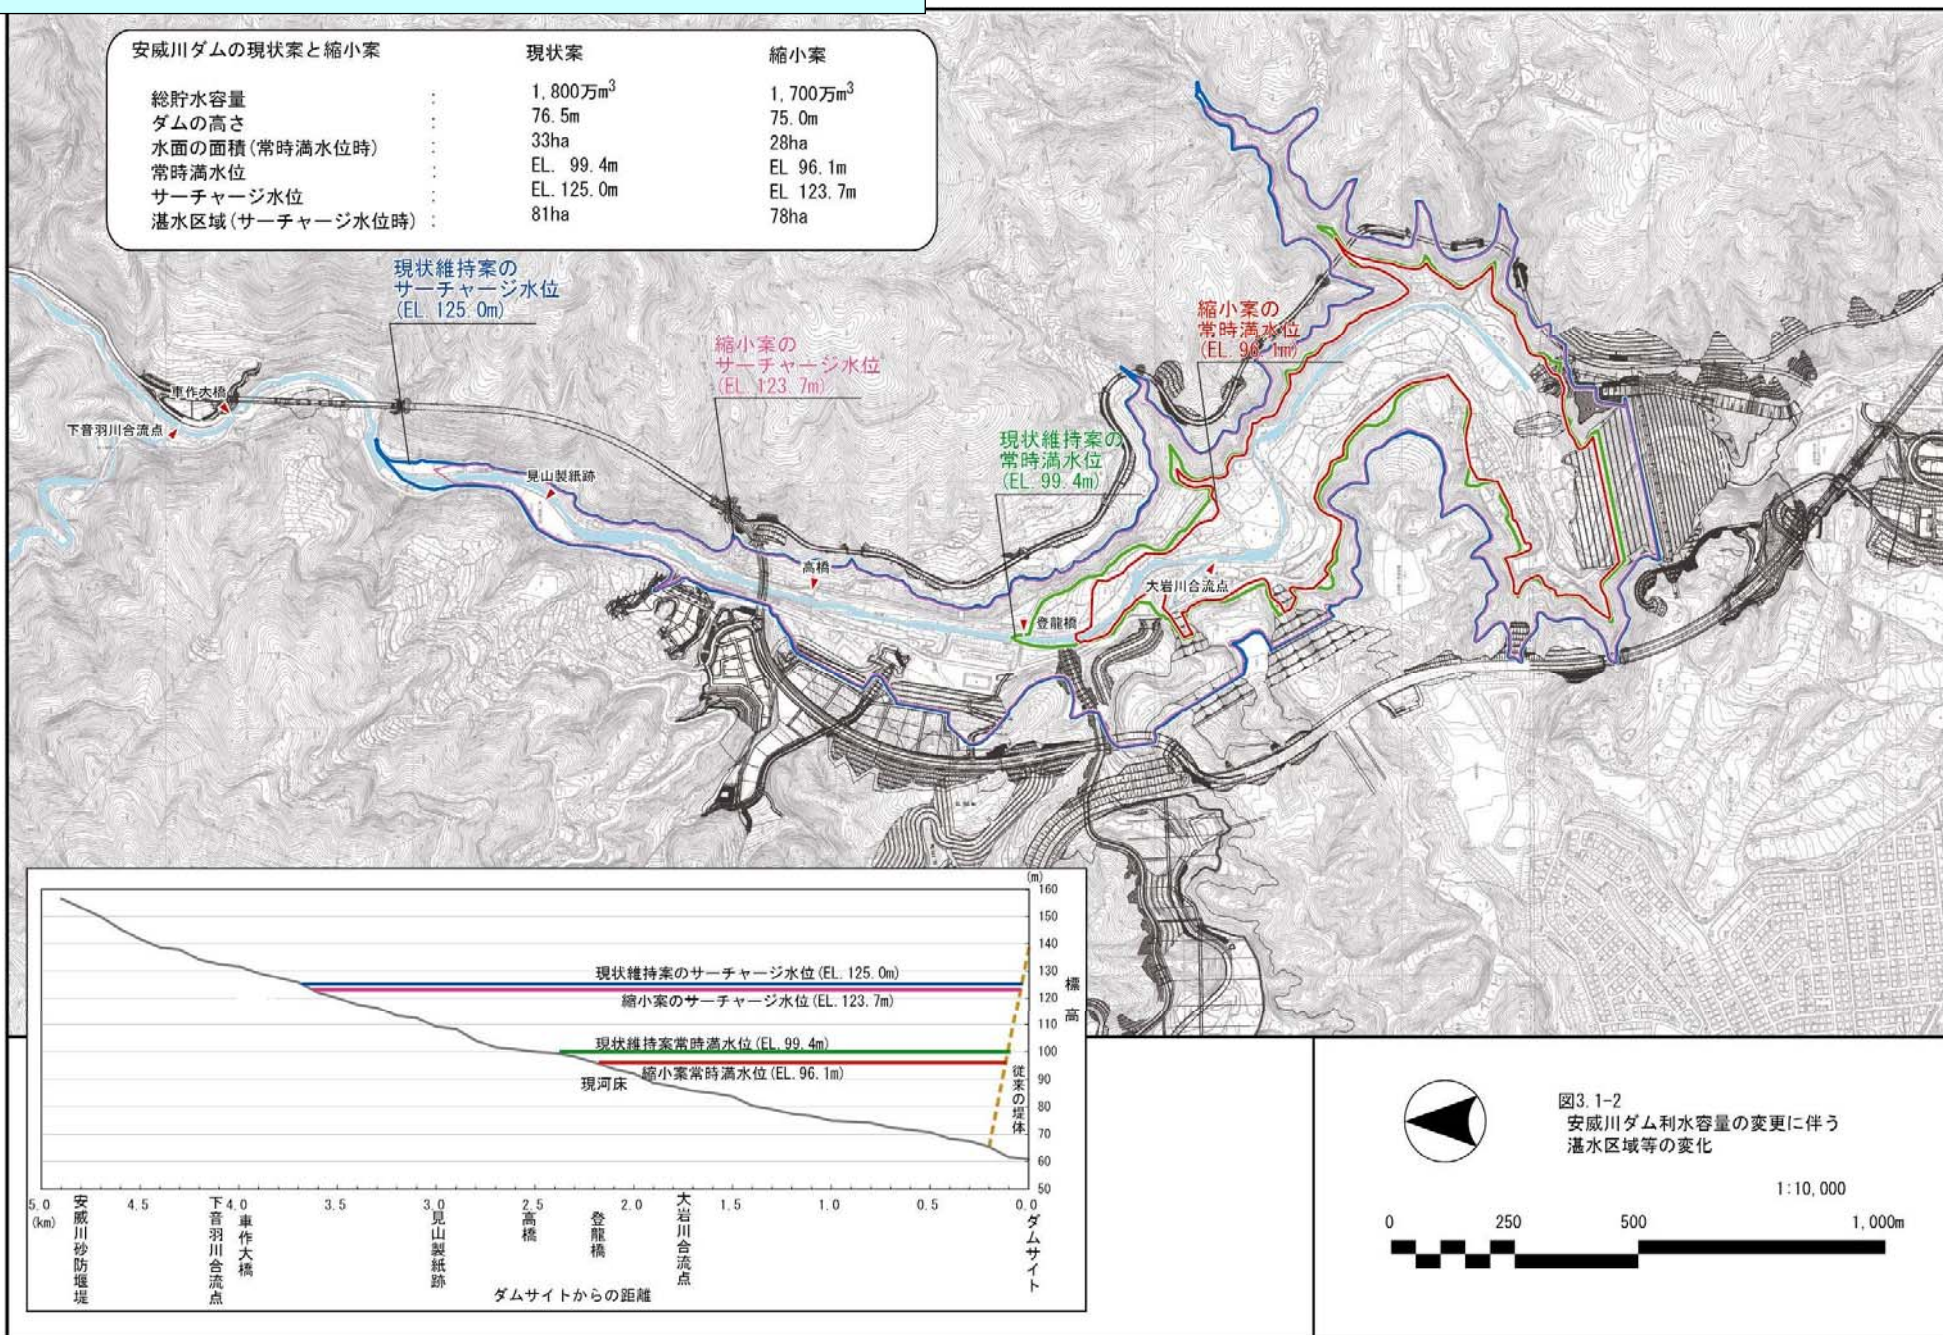 安威川ダムの現状案と縮小案 現状案 縮小案
総貯水容量 : 1,800万m³ 1,700万m³
ダムの高さ : 76.5m 75.0m
水面の面積(常時満水位時) : 33ha 28ha
常時満水位 : EL. 99.4m EL 96.1m
サーチャージ水位 : EL.125.0m EL 123.7m
湛水区域(サーチャージ水位時) : 81ha 78ha
現状維持案の
サーチャージ水位
(EL. 125.0m)
縮小案の
サーチャージ水位
(EL. 123.7m)
縮小案の
常時満水位
(EL. 96.1m)
現状維持案の
常時満水位
(EL. 99.4m)
車作大橋
下音羽川合流点
見山製紙跡
高橋
登龍橋
大岩川合流点
(m)
160
150
140
130
120
110
100
90
80
70
60
50
標高
現状維持案のサーチャージ水位(EL.125.0m)
縮小案のサーチャージ水位(EL.123.7m)
現状維持案常時満水位(EL.99.4m)
縮小案常時満水位(EL.96.1m)
現河床
従来の堤体
5.0 4.5 4.0 3.5 3.0 2.5 2.0 1.5 1.0 0.5 0.0
(km)
安威川砂防堰堤
下音羽川合流点
車作大橋
見山製紙跡
高橋
登龍橋
大岩川合流点
ダムサイト
ダムサイトからの距離
図3.1-2
安威川ダム利水容量の変更に伴う
湛水区域等の変化
1:10,000
0 250 500 1,000m